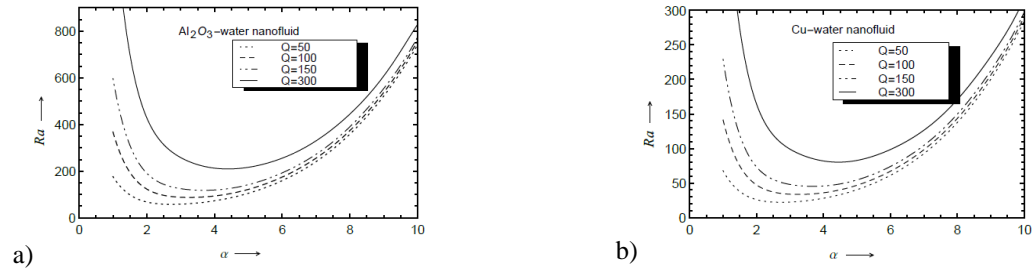 Al2O3−water nanofluid
Q=50
Q=100
Q=150
Q=300
Ra
800
600
400
200
0
0 2 4 6 8 10
α
a)
Cu−water nanofluid
Q=50
Q=100
Q=150
Q=300
Ra
300
250
200
150
100
50
0
0 2 4 6 8 10
α
b)